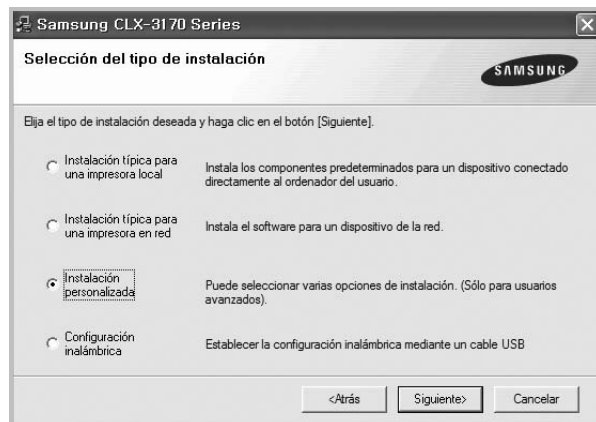 Samsung CLX-3170 Series
Selección del tipo de instalación
SAMSUNG
Elija el tipo de instalación deseada y haga clic en el botón [Siguiente].
Instalación típica para
una impresora local
Instala los componentes predeterminados para un dispositivo conectado
directamente al ordenador del usuario.
Instalación típica para
una impresora en red
Instala el software para un dispositivo de la red.
Instalación
personalizada
Puede seleccionar varias opciones de instalación. (Sólo para usuarios
avanzados).
Configuración
inalámbrica
Establecer la configuración inalámbrica mediante un cable USB
<Atrás
Siguiente>
Cancelar